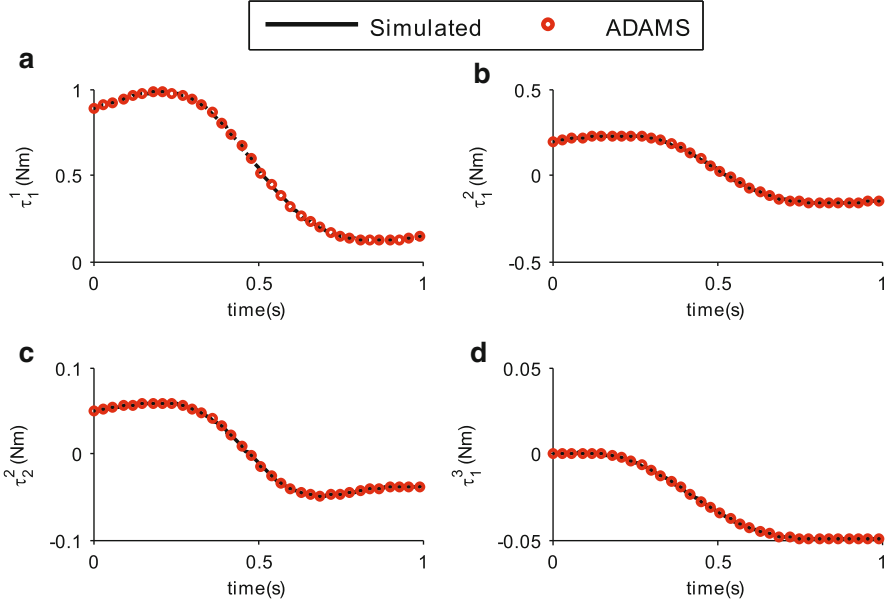 Simulated ADAMS
a
1
0.5
0
τ₁¹ (Nm)
0 0.5 1
time(s)
b
0.5
0
-0.5
τ₁² (Nm)
0 0.5 1
time(s)
c
0.1
0
-0.1
τ₂² (Nm)
0 0.5 1
time(s)
d
0.05
0
-0.05
τ₁³ (Nm)
0 0.5 1
time(s)